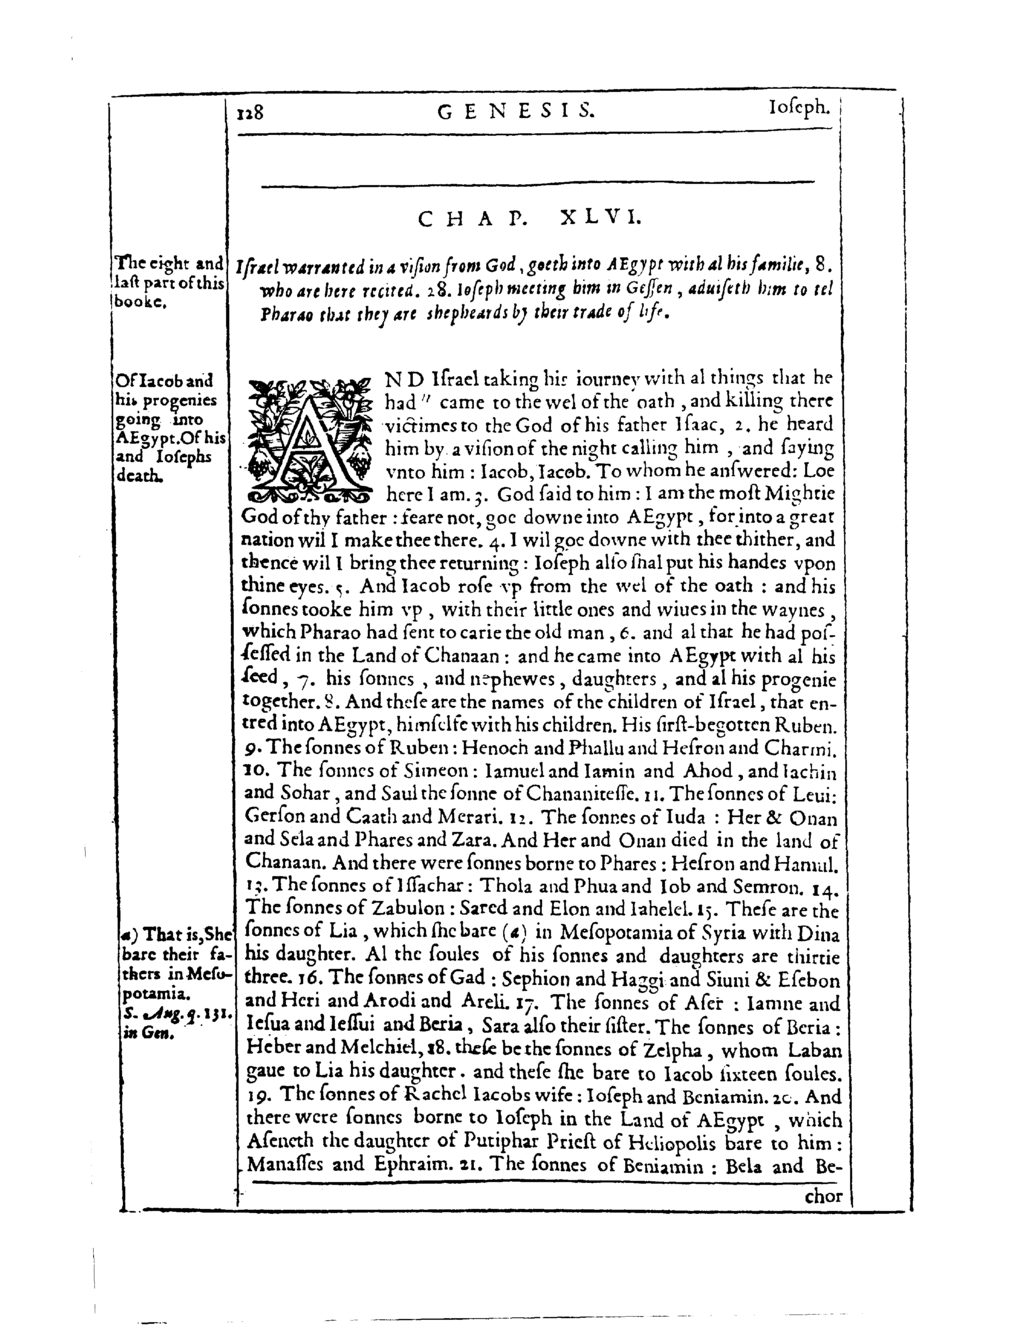 128 GENESIS. Ioſeph.
CHAP. XLVI.
The eight and
laſt part of this
booke.
Iſrael warranted in a viſion from God, goeth into AEgypt with al his familie, 8.
who are here recited. 28. Ioſeph meeting him in Geſſen, aduiſeth him to tel
Pharao that they are shepheards by their trade of life.
Of Iacob and
his progenies
going into
AEgypt. Of his
and Ioſephs
death.
AND Iſrael taking his iourney with al things that he
had " came to the wel of the oath, and killing there
victimes to the God of his father Iſaac, 2. he heard
him by a viſion of the night calling him, and ſaying
vnto him: Iacob, Iacob. To whom he anſwered: Loe
here I am. 3. God ſaid to him: I am the moſt Mightie
God of thy father: feare not, goe downe into AEgypt, for into a great
nation wil I make thee there. 4. I wil goe downe with thee thither, and
thence wil I bring thee returning: Ioſeph alſo ſhal put his handes vpon
thine eyes. 5. And Iacob roſe vp from the wel of the oath: and his
ſonnes tooke him vp, with their little ones and wiues in the waynes,
which Pharao had ſent to carie the old man, 6. and al that he had poſ-
ſeſſed in the Land of Chanaan: and he came into AEgypt with al his
ſeed, 7. his ſonnes, and nephewes, daughters, and al his progenie
together. 8. And theſe are the names of the children of Iſrael, that en-
tred into AEgypt, himſelfe with his children. His firſt-begotten Ruben.
9. The ſonnes of Ruben: Henoch and Phallu and Heſron and Charmi.
10. The ſonnes of Simeon: Iamuel and Iamin and Ahod, and Iachin
and Sohar, and Saul the ſonne of Chananiteſſe. 11. The ſonnes of Leui:
Gerſon and Caath and Merari. 12. The ſonnes of Iuda: Her & Onan
and Sela and Phares and Zara. And Her and Onan died in the land of
Chanaan. And there were ſonnes borne to Phares: Heſron and Hamul.
13. The ſonnes of Iſſachar: Thola and Phua and Iob and Semron. 14.
The ſonnes of Zabulon: Sared and Elon and Iahelel. 15. Theſe are the
ſonnes of Lia, which ſhe bare (a) in Meſopotamia of Syria with Dina
his daughter. Al the ſoules of his ſonnes and daughters are thirtie
three. 16. The ſonnes of Gad: Sephion and Haggi and Siuni & Eſebon
and Heri and Arodi and Areli. 17. The ſonnes of Aſer: Iamne and
Ieſua and Ieſſui and Beria, Sara alſo their ſiſter. The ſonnes of Beria:
Heber and Melchiel, 18. theſe be the ſonnes of Zelpha, whom Laban
gaue to Lia his daughter. and theſe ſhe bare to Iacob ſixteen ſoules.
19. The ſonnes of Rachel Iacobs wife: Ioſeph and Beniamin. 20. And
there were ſonnes borne to Ioſeph in the Land of AEgypt, which
Aſeneth the daughter of Putiphar Prieſt of Heliopolis bare to him:
Manaſſes and Ephraim. 21. The ſonnes of Beniamin: Bela and Be-
a) That is, She
bare their fa-
thers in Meſo-
potamia.
S. Aug. q. 131.
in Gen.
chor